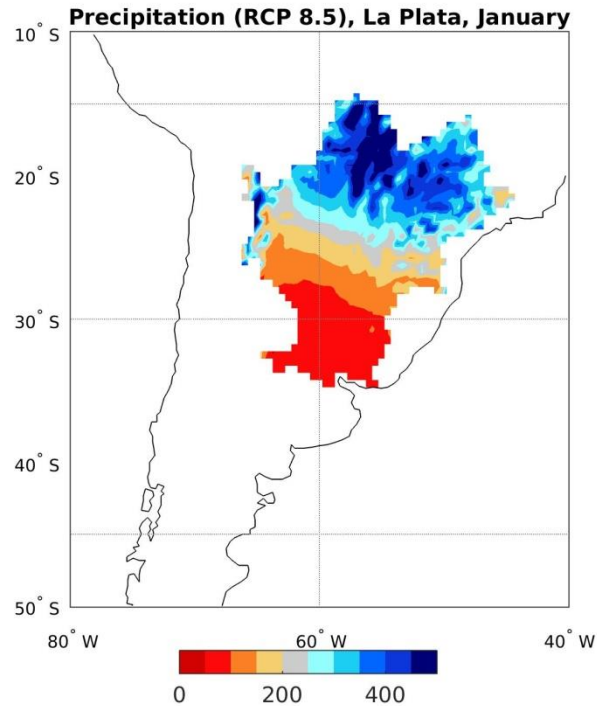 Precipitation (RCP 8.5), La Plata, January
10° S
20° S
30° S
40° S
50° S
80° W 60° W 40° W
0 200 400